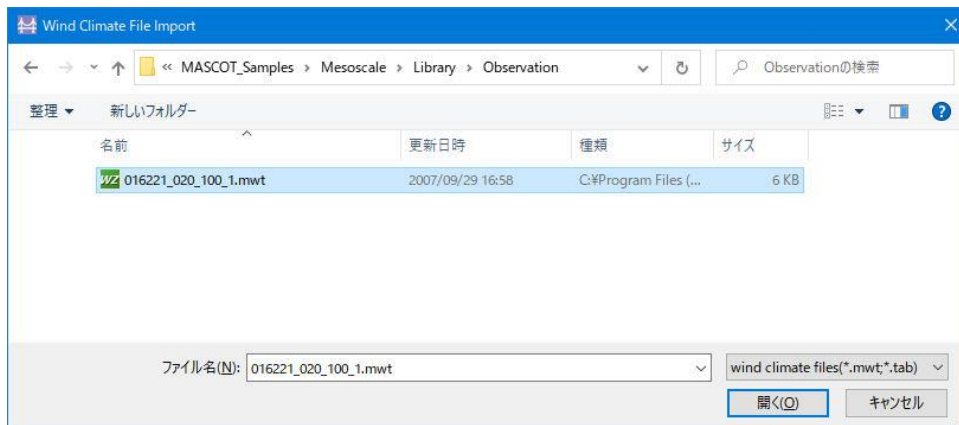 Wind Climate File Import
« MASCOT_Samples › Mesoscale › Library › Observation
Observationの検索
整理 新しいフォルダー
名前 更新日時 種類 サイズ
WZ 016221_020_100_1.mwt 2007/09/29 16:58 C:¥Program Files (... 6 KB
ファイル名(N): 016221_020_100_1.mwt wind climate files(*.mwt;*.tab)
開く(O) キャンセル